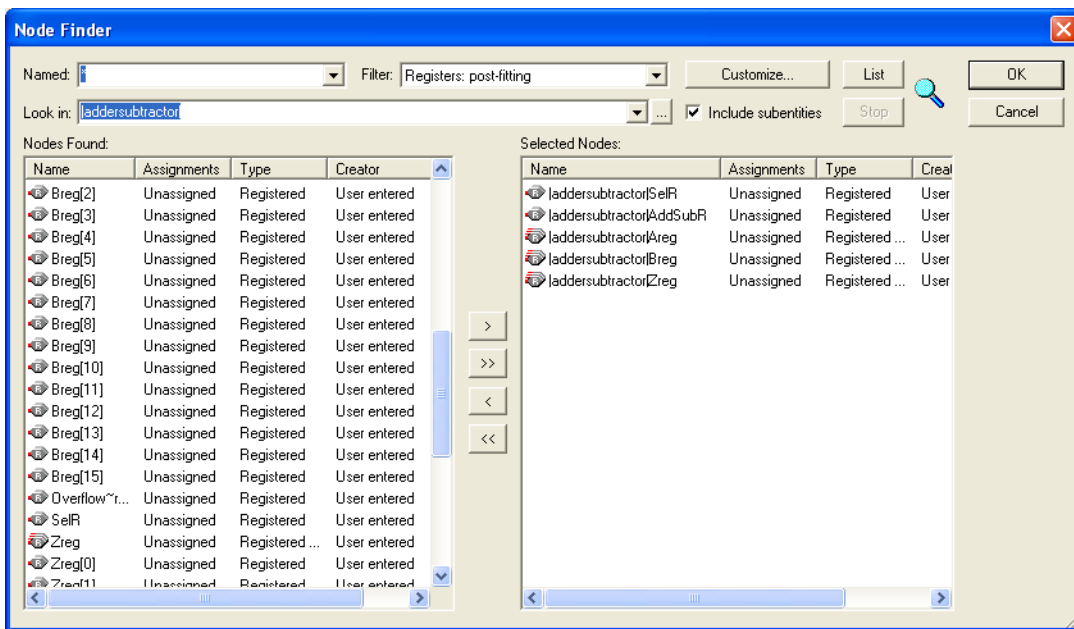 Node Finder
Named: * Filter: Registers: post-fitting Customize... List OK
Look in: |addersubtractor| ... Include subentities Stop Cancel
Nodes Found: Selected Nodes:
Name Assignments Type Creator Name Assignments Type Creat
Breg[2] Unassigned Registered User entered |addersubtractor|SelR Unassigned Registered User
Breg[3] Unassigned Registered User entered |addersubtractor|AddSubR Unassigned Registered User
Breg[4] Unassigned Registered User entered |addersubtractor|Areg Unassigned Registered ... User
Breg[5] Unassigned Registered User entered |addersubtractor|Breg Unassigned Registered ... User
Breg[6] Unassigned Registered User entered |addersubtractor|Zreg Unassigned Registered ... User
Breg[7] Unassigned Registered User entered
Breg[8] Unassigned Registered User entered >
Breg[9] Unassigned Registered User entered
Breg[10] Unassigned Registered User entered >>
Breg[11] Unassigned Registered User entered
Breg[12] Unassigned Registered User entered <
Breg[13] Unassigned Registered User entered
Breg[14] Unassigned Registered User entered <<
Breg[15] Unassigned Registered User entered
Overflow~r... Unassigned Registered User entered
SelR Unassigned Registered User entered
Zreg Unassigned Registered ... User entered
Zreg[0] Unassigned Registered User entered
Zreg[1] Unassigned Registered User entered